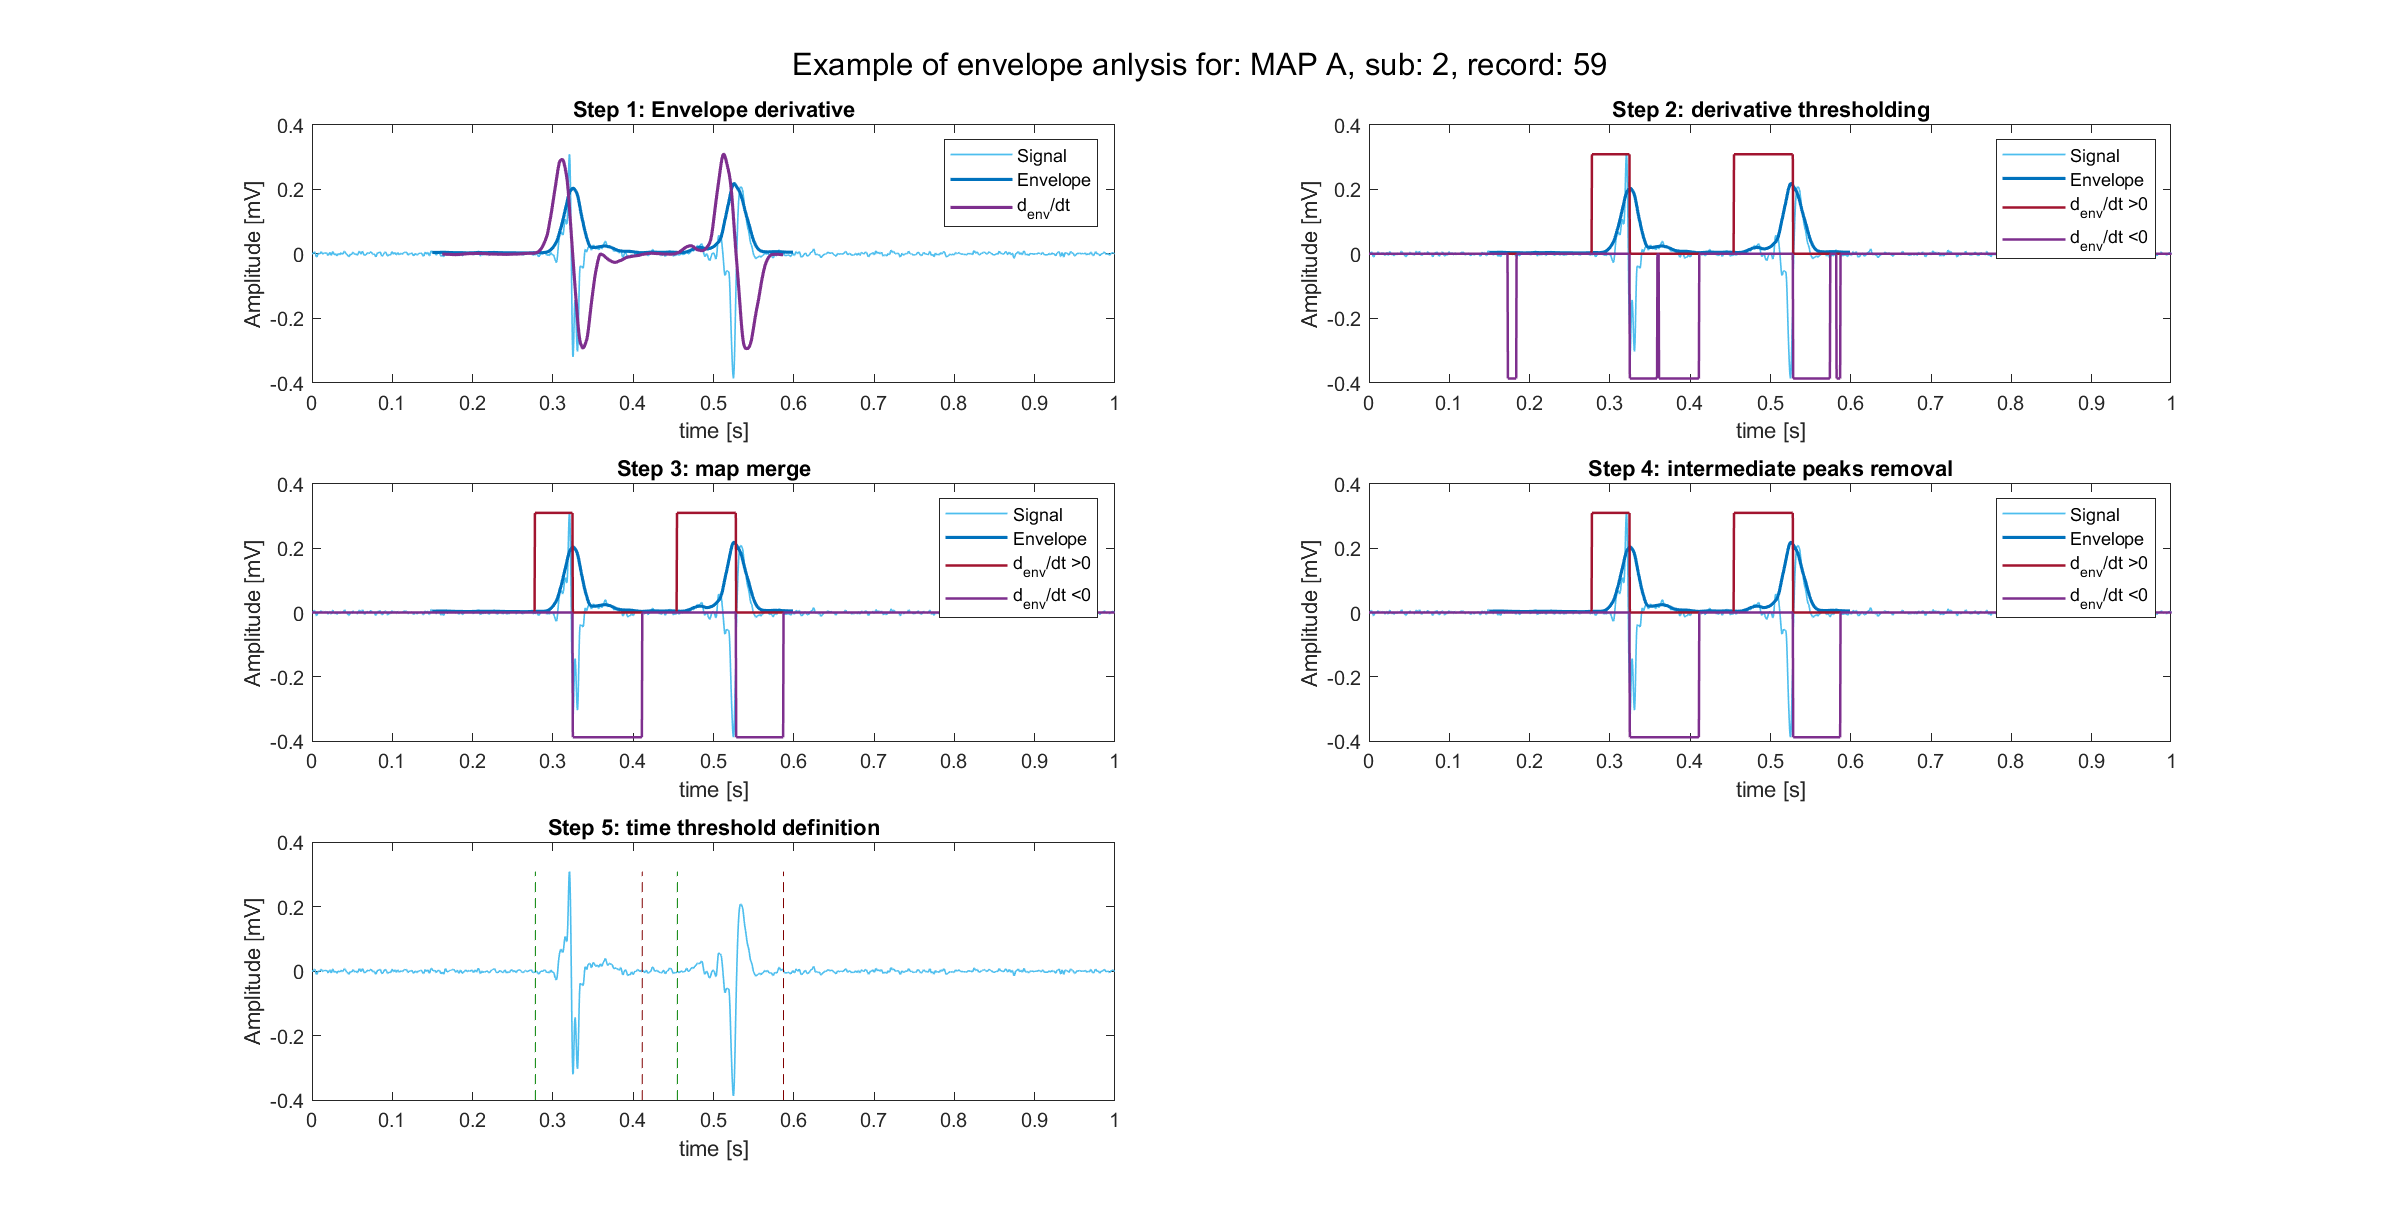 Example of envelope anlysis for: MAP A, sub: 2, record: 59
Step 1: Envelope derivative
0.4
0.2
0
-0.2
-0.4
Amplitude [mV]
Signal
Envelope
d_env/dt
0 0.1 0.2 0.3 0.4 0.5 0.6 0.7 0.8 0.9 1
time [s]
Step 2: derivative thresholding
0.4
0.2
0
-0.2
-0.4
Amplitude [mV]
Signal
Envelope
d_env/dt >0
d_env/dt <0
0 0.1 0.2 0.3 0.4 0.5 0.6 0.7 0.8 0.9 1
time [s]
Step 3: map merge
0.4
0.2
0
-0.2
-0.4
Amplitude [mV]
Signal
Envelope
d_env/dt >0
d_env/dt <0
0 0.1 0.2 0.3 0.4 0.5 0.6 0.7 0.8 0.9 1
time [s]
Step 4: intermediate peaks removal
0.4
0.2
0
-0.2
-0.4
Amplitude [mV]
Signal
Envelope
d_env/dt >0
d_env/dt <0
0 0.1 0.2 0.3 0.4 0.5 0.6 0.7 0.8 0.9 1
time [s]
Step 5: time threshold definition
0.4
0.2
0
-0.2
-0.4
Amplitude [mV]
0 0.1 0.2 0.3 0.4 0.5 0.6 0.7 0.8 0.9 1
time [s]